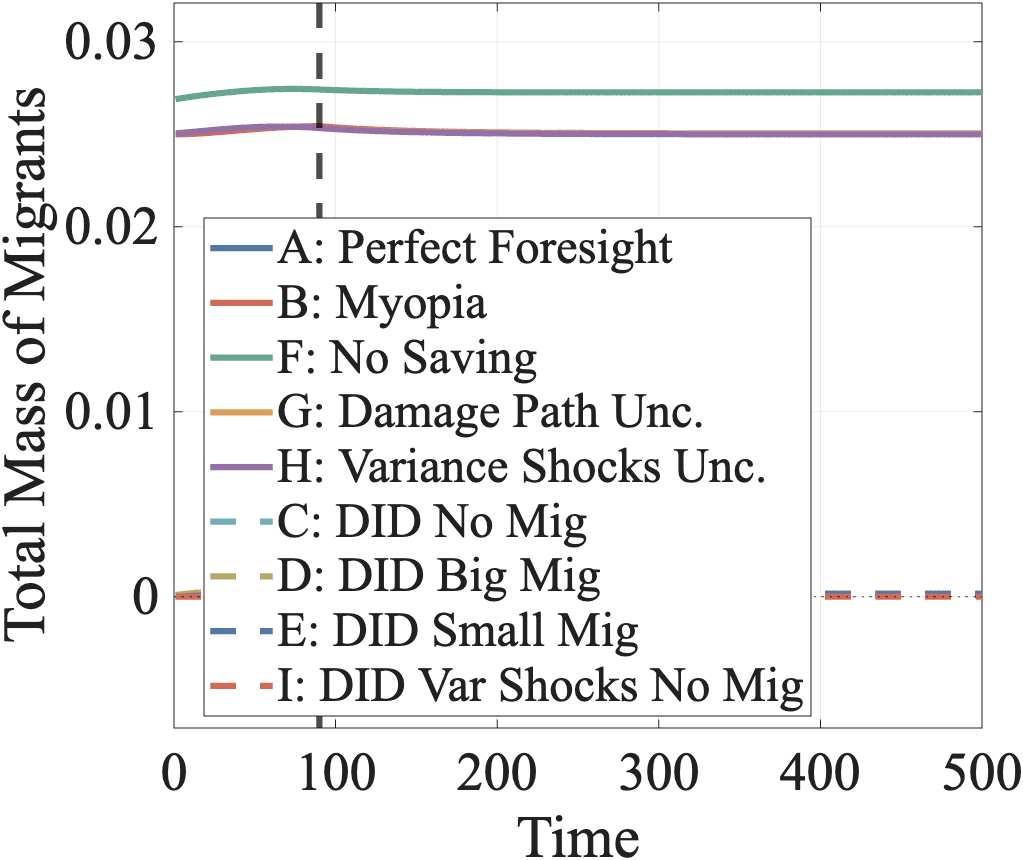 Total Mass of Migrants
0.03
0.02
0.01
0
A: Perfect Foresight
B: Myopia
F: No Saving
G: Damage Path Unc.
H: Variance Shocks Unc.
C: DID No Mig
D: DID Big Mig
E: DID Small Mig
I: DID Var Shocks No Mig
0 100 200 300 400 500
Time